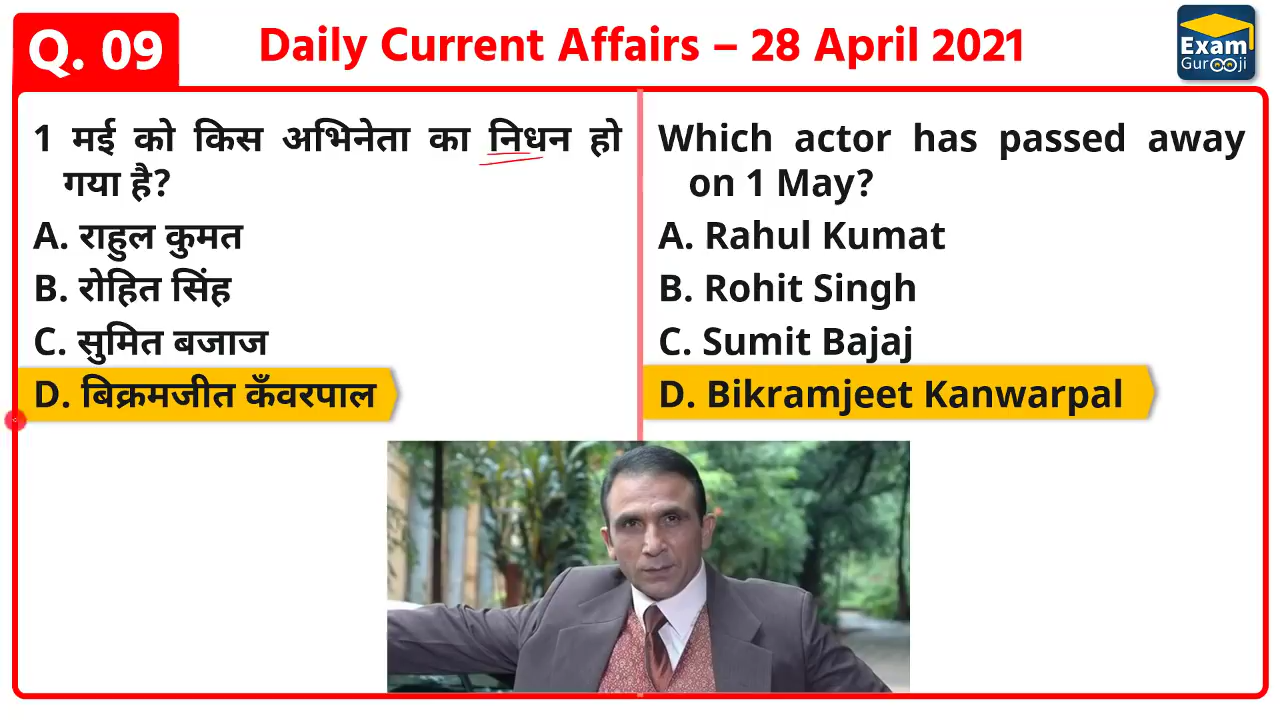 Q. 09
Daily Current Affairs – 28 April 2021
Exam
Gurooji
1 मई को किस अभिनेता का निधन हो
गया है?
A. राहुल कुमत
B. रोहित सिंह
C. सुमित बजाज
D. बिक्रमजीत कँवरपाल
Which actor has passed away
on 1 May?
A. Rahul Kumat
B. Rohit Singh
C. Sumit Bajaj
D. Bikramjeet Kanwarpal